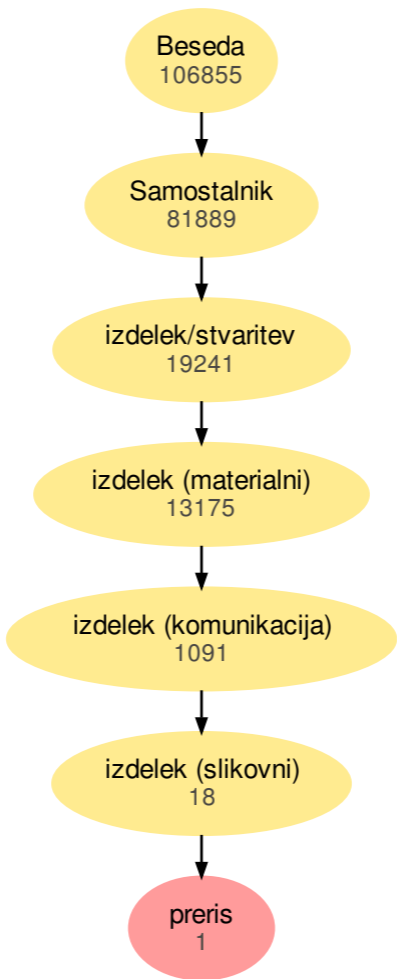 Beseda
106855
Samostalnik
81889
izdelek/stvaritev
19241
izdelek (materialni)
13175
izdelek (komunikacija)
1091
izdelek (slikovni)
18
preris
1